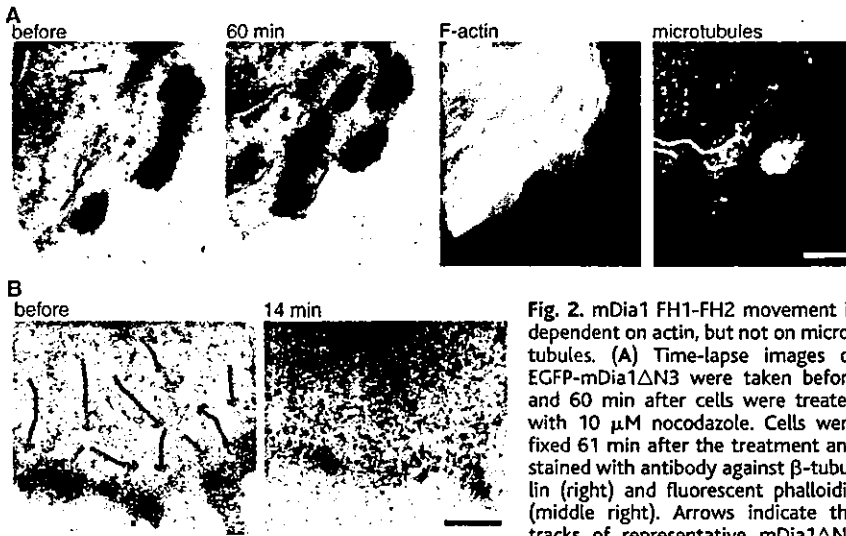 A
before
60 min
F-actin
microtubules
B
before
14 min
Fig. 2. mDia1 FH1-FH2 movement i
dependent on actin, but not on micro
tubules. (A) Time-lapse images o
EGFP-mDia1ΔN3 were taken befor
and 60 min after cells were treate
with 10 μM nocodazole. Cells wer
fixed 61 min after the treatment an
stained with antibody against β-tubu
lin (right) and fluorescent phalloidi
(middle right). Arrows indicate th
tracks of representative mDia1ΔN